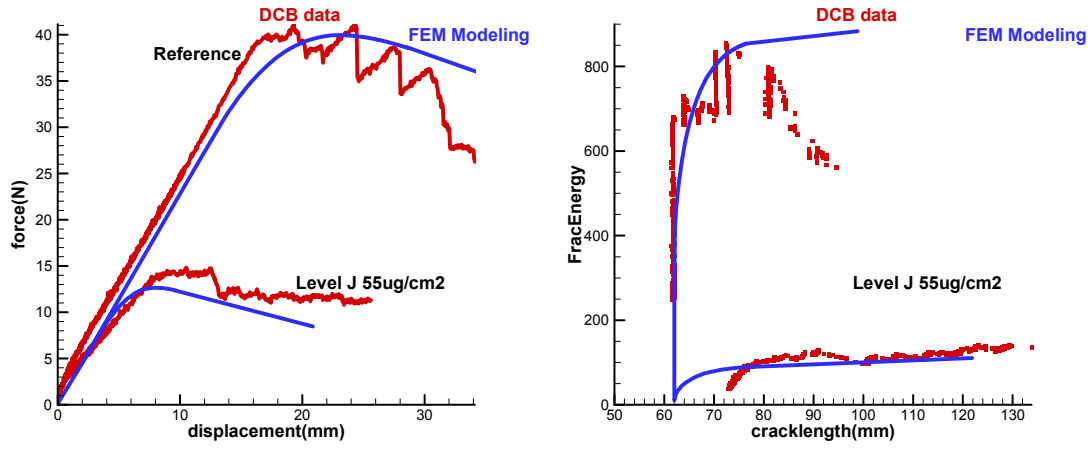 DCB data
FEM Modeling
Reference
Level J 55ug/cm2
force(N)
40
35
30
25
20
15
10
5
0
0 10 20 30
displacement(mm)
DCB data
FEM Modeling
Level J 55ug/cm2
FracEnergy
800
600
400
200
0
50 60 70 80 90 100 110 120 130
cracklength(mm)